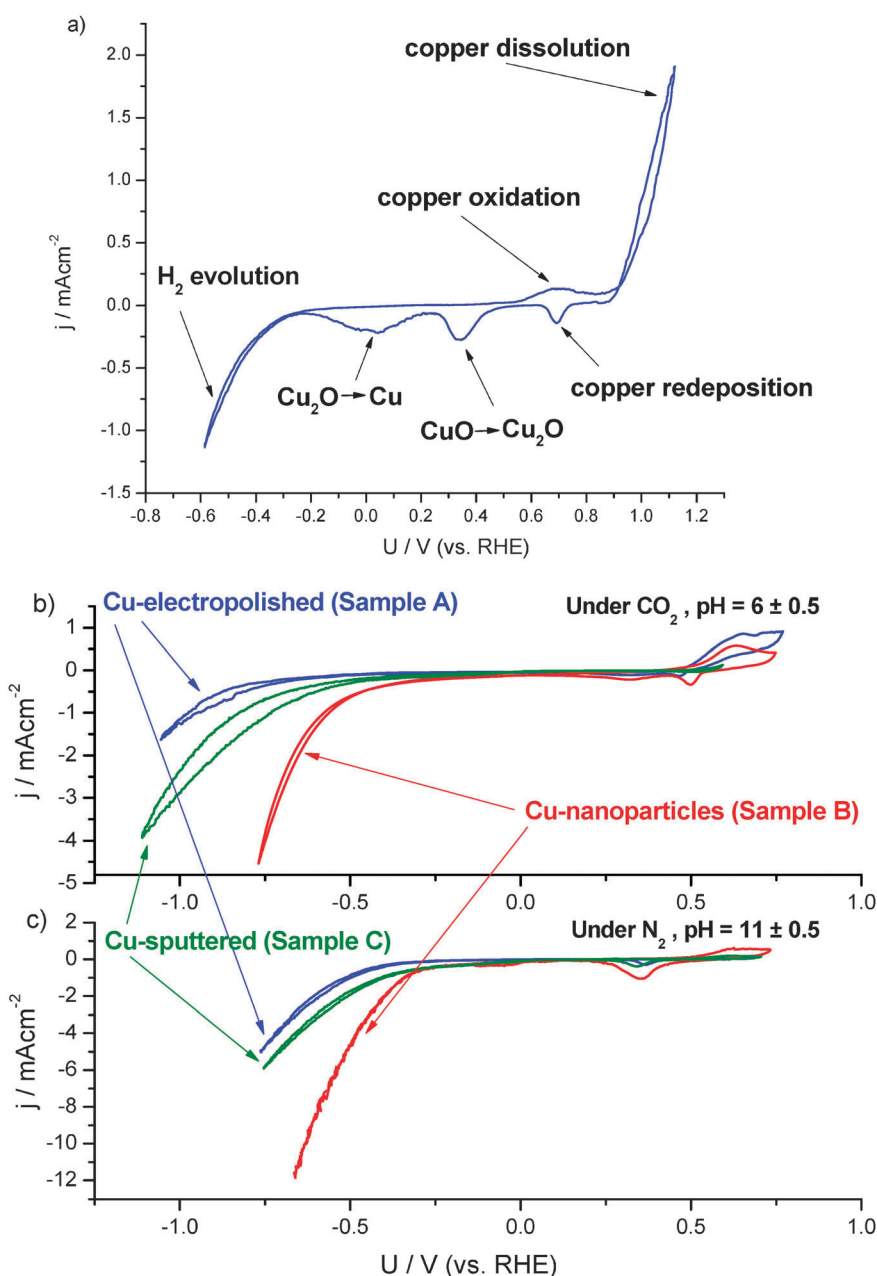 a)
copper dissolution
2.0
1.5
copper oxidation
1.0
j / mAcm⁻²
H₂ evolution
0.5
0.0
-0.5
Cu₂O→Cu
copper redeposition
CuO→Cu₂O
-1.0
-1.5
-0.8 -0.6 -0.4 -0.2 0.0 0.2 0.4 0.6 0.8 1.0 1.2
U / V (vs. RHE)
b)
Cu-electropolished (Sample A)
Under CO₂ , pH = 6 ± 0.5
1
0
-1
j / mAcm⁻²
-2
-3
Cu-nanoparticles (Sample B)
-4
-5
-1.0 -0.5 0.0 0.5 1.0
c)
Cu-sputtered (Sample C)
Under N₂ , pH = 11 ± 0.5
2
0
-2
j / mAcm⁻²
-4
-6
-8
-10
-12
-1.0 -0.5 0.0 0.5 1.0
U / V (vs. RHE)